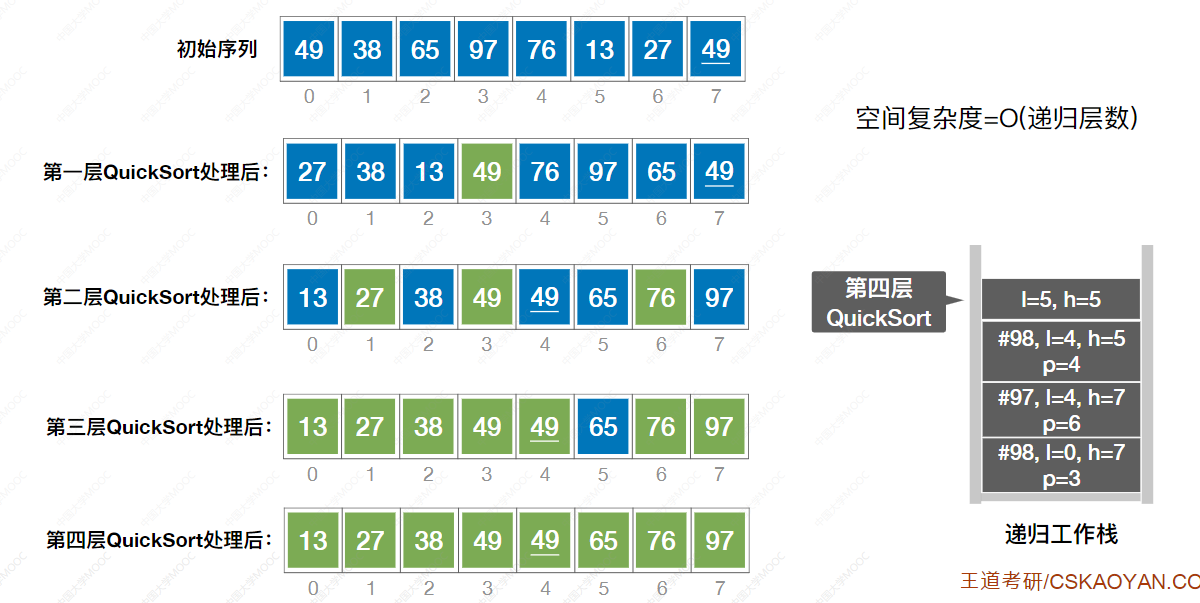 初始序列
49 38 65 97 76 13 27 49
0 1 2 3 4 5 6 7
空间复杂度=O(递归层数)
第一层QuickSort处理后：
27 38 13 49 76 97 65 49
0 1 2 3 4 5 6 7
第二层QuickSort处理后：
13 27 38 49 49 65 76 97
0 1 2 3 4 5 6 7
第三层QuickSort处理后：
13 27 38 49 49 65 76 97
0 1 2 3 4 5 6 7
第四层QuickSort处理后：
13 27 38 49 49 65 76 97
0 1 2 3 4 5 6 7
第四层
QuickSort
l=5, h=5
#98, l=4, h=5
p=4
#97, l=4, h=7
p=6
#98, l=0, h=7
p=3
递归工作栈
王道考研/CSKAOYAN.CO
中国大学MOOC